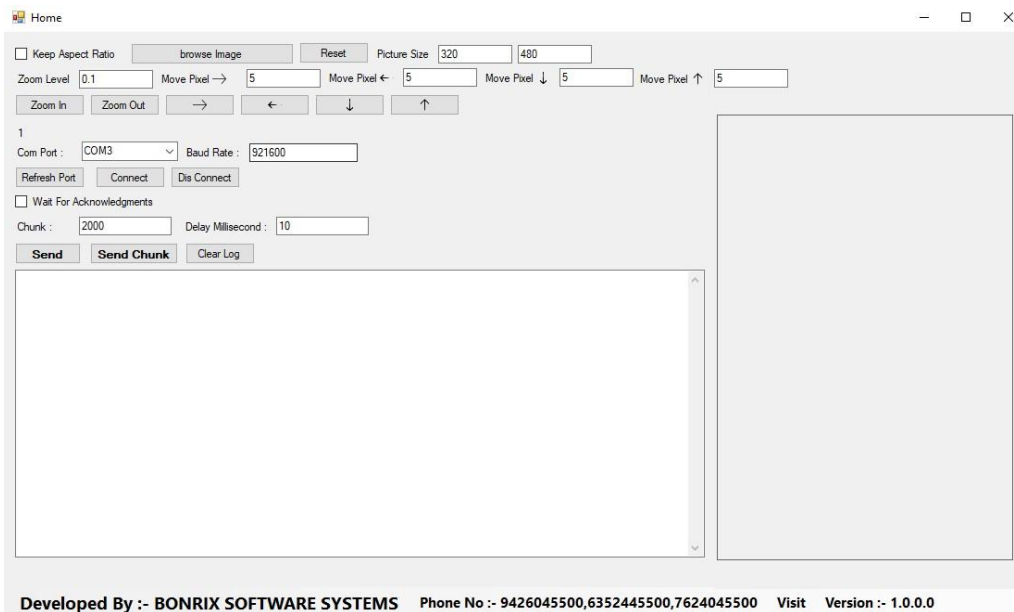 Home
Keep Aspect Ratio browse Image Reset Picture Size 320 480
Zoom Level 0.1 Move Pixel → 5 Move Pixel ← 5 Move Pixel ↓ 5 Move Pixel ↑ 5
Zoom In Zoom Out → ← ↓ ↑
1
Com Port : COM3 Baud Rate : 921600
Refresh Port Connect Dis Connect
Wait For Acknowledgments
Chunk : 2000 Delay Millisecond : 10
Send Send Chunk Clear Log
Developed By :- BONRIX SOFTWARE SYSTEMS Phone No :- 9426045500,6352445500,7624045500 Visit Version :- 1.0.0.0